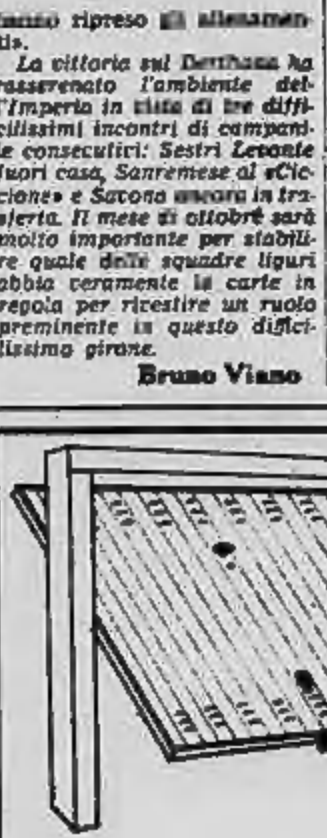 hanno ripreso gli allenamen-
ti».
La vittoria sul Derthona ha
rasserenato l'ambiente del-
l'Imperia in vista di tre diffi-
cilissimi incontri di campani-
le consecutivi: Sestri Levante
fuori casa, Sanremese al «Cic-
cione» e Savona ancora in tra-
sferta. Il mese di ottobre sarà
molto importante per stabili-
re quale delle squadre liguri
abbia veramente le carte in
regola per rivestire un ruolo
preminente in questo diffici-
lissimo girone.
Bruno Viano